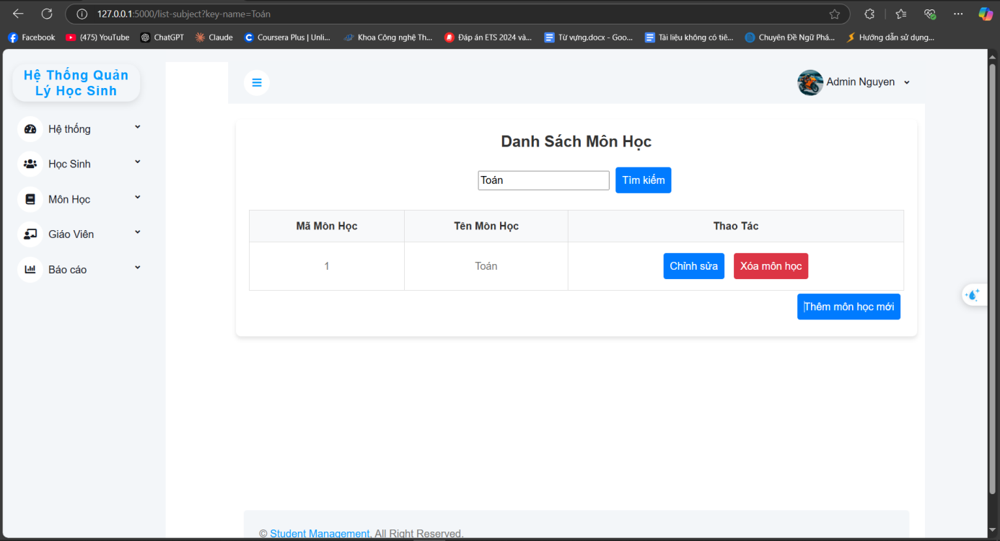 127.0.0.1:5000/list-subject?key-name=Toán
Facebook
(475) YouTube
ChatGPT
Claude
Coursera Plus | Unli...
Khoa Công nghệ Th...
Đáp án ETS 2024 và...
Từ vựng.docx - Goo...
Tài liệu không có tiê...
Chuyên Đề Ngữ Phá...
Hướng dẫn sử dụng...
Hệ Thống Quản
Lý Học Sinh
Admin Nguyen
Hệ thống
Học Sinh
Môn Học
Giáo Viên
Báo cáo
Danh Sách Môn Học
Toán Tìm kiếm
Mã Môn Học Tên Môn Học Thao Tác
1 Toán Chỉnh sửa Xóa môn học
Thêm môn học mới
© Student Management, All Right Reserved.